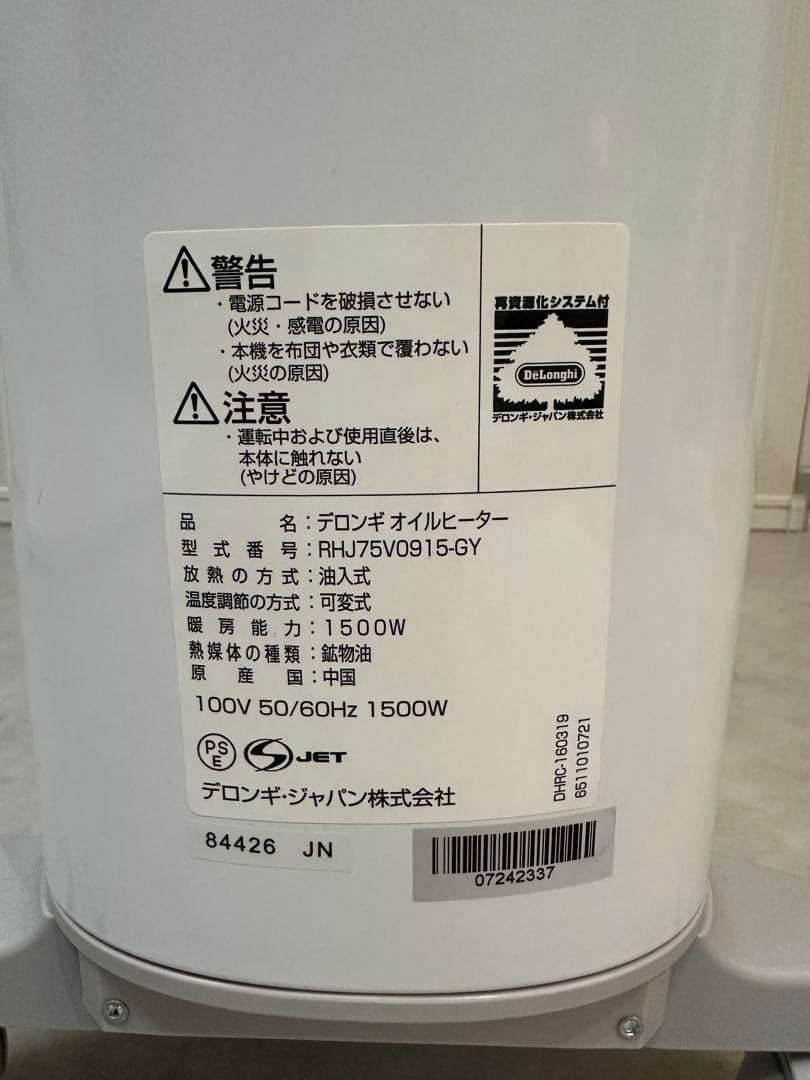 警告
・電源コードを破損させない
(火災・感電の原因)
・本機を布団や衣類で覆わない
(火災の原因)
注意
・運転中および使用直後は、
本体に触れない
(やけどの原因)
再資源化システム付
DeLonghi
デロンギ・ジャパン株式会社
品名：デロンギ オイルヒーター
型式番号：RHJ75V0915-GY
放熱の方式：油入式
温度調節の方式：可変式
暖房能力：1500W
熱媒体の種類：鉱物油
原産国：中国
100V 50/60Hz 1500W
PSE
JET
デロンギ・ジャパン株式会社
DHRC-160319
6511010721
84426 JN
07242337